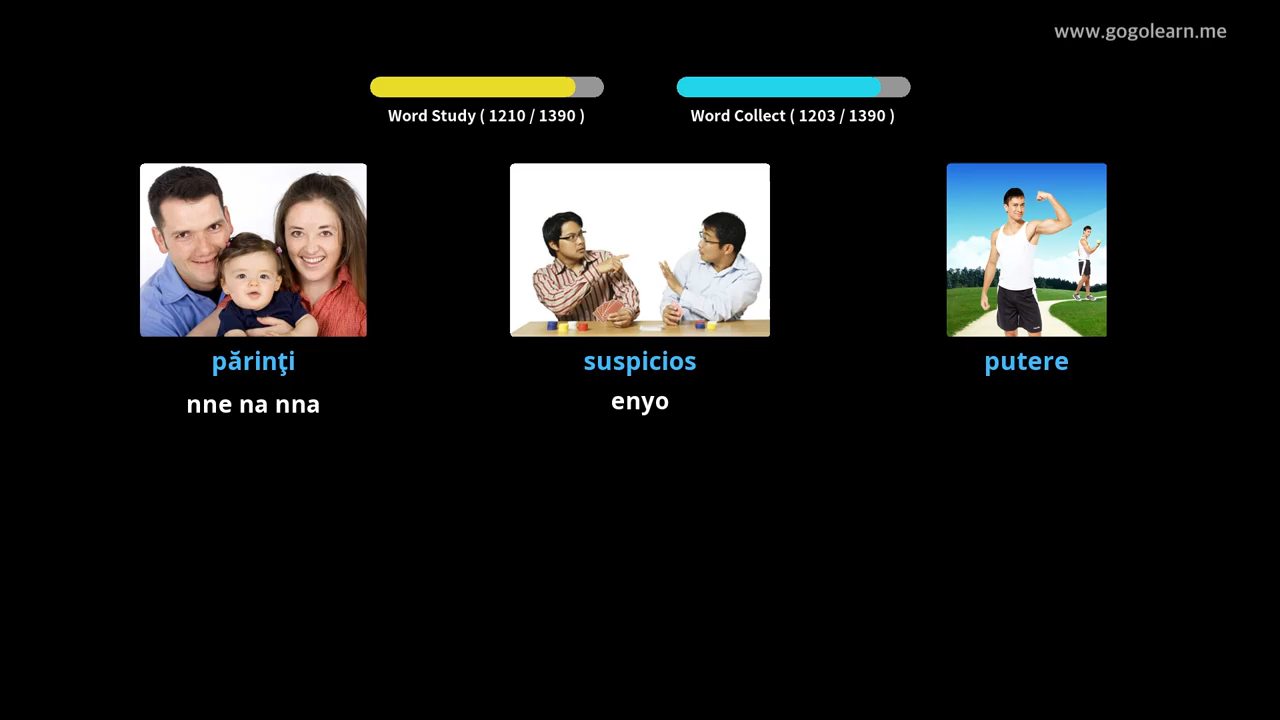 www.gogolearn.me
Word Study ( 1210 / 1390 )
Word Collect ( 1203 / 1390 )
părinţi
suspicios
putere
nne na nna
enyo